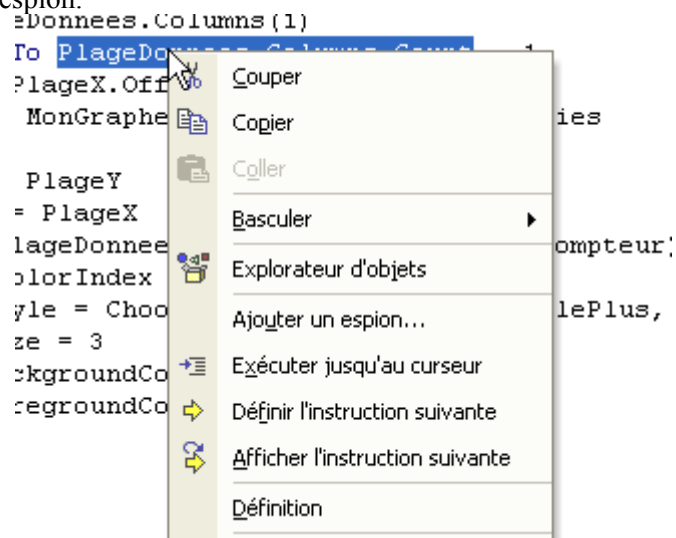 espion.
eDonnees.Columns(1)
To PlageDonnees.Columns.Count - 1
PlageX.Off
MonGraphe ies
PlageY
= PlageX
lageDonnee ompteur)
olorIndex
yle = Choo lePlus,
ze = 3
ckgroundCo
regroundCo
Couper
Copier
Coller
Basculer
Explorateur d'objets
Ajouter un espion...
Exécuter jusqu'au curseur
Définir l'instruction suivante
Afficher l'instruction suivante
Définition